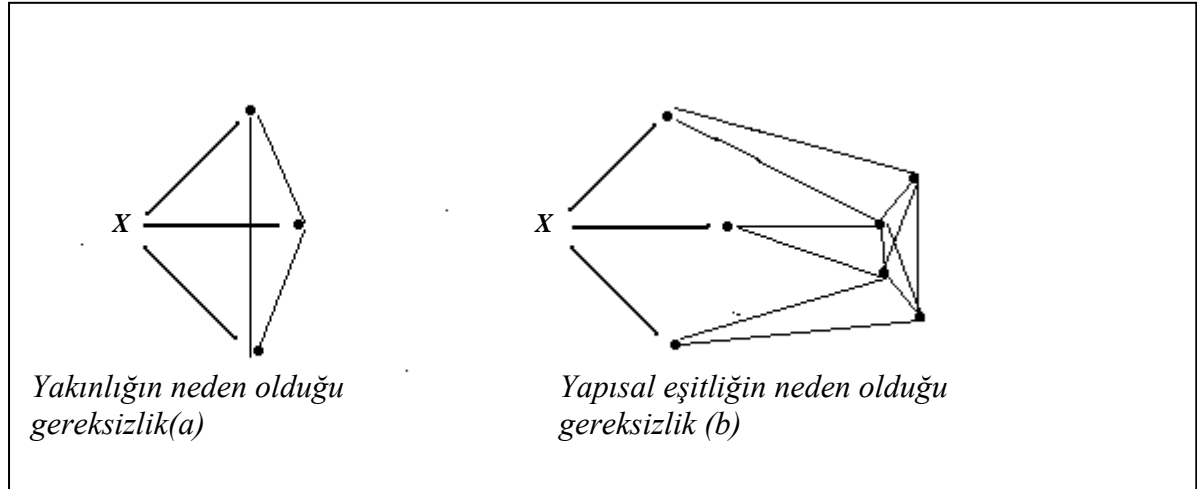 X
X
Yakınlığın neden olduğu
gereksizlik(a)
Yapısal eşitliğin neden olduğu
gereksizlik (b)